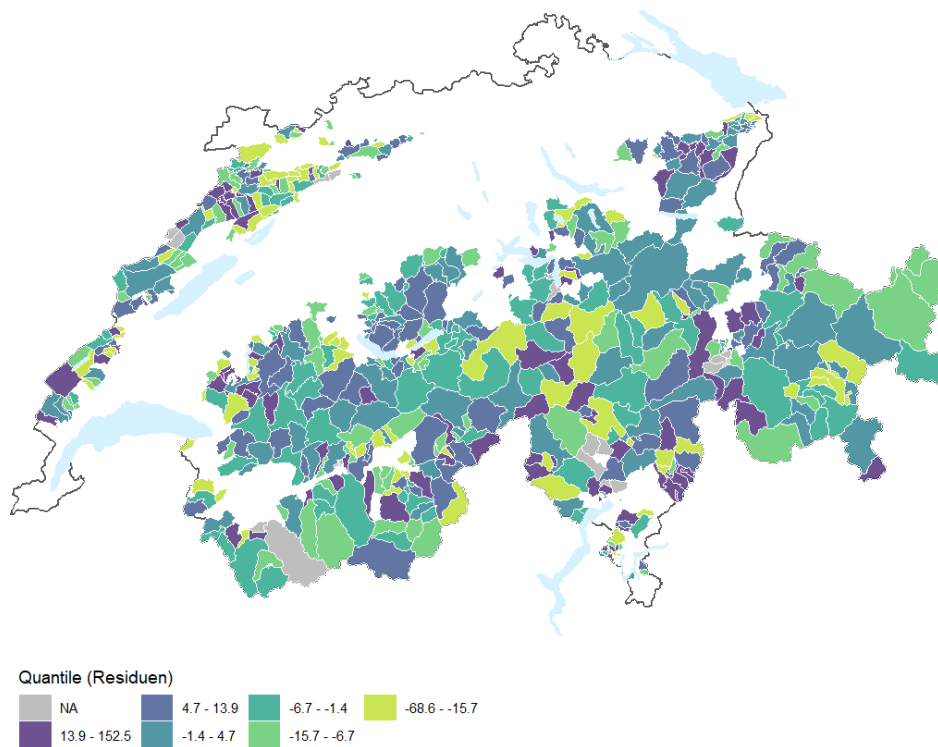 Quantile (Residuen)
NA
4.7 - 13.9
-6.7 - -1.4
-68.6 - -15.7
13.9 - 152.5
-1.4 - 4.7
-15.7 - -6.7